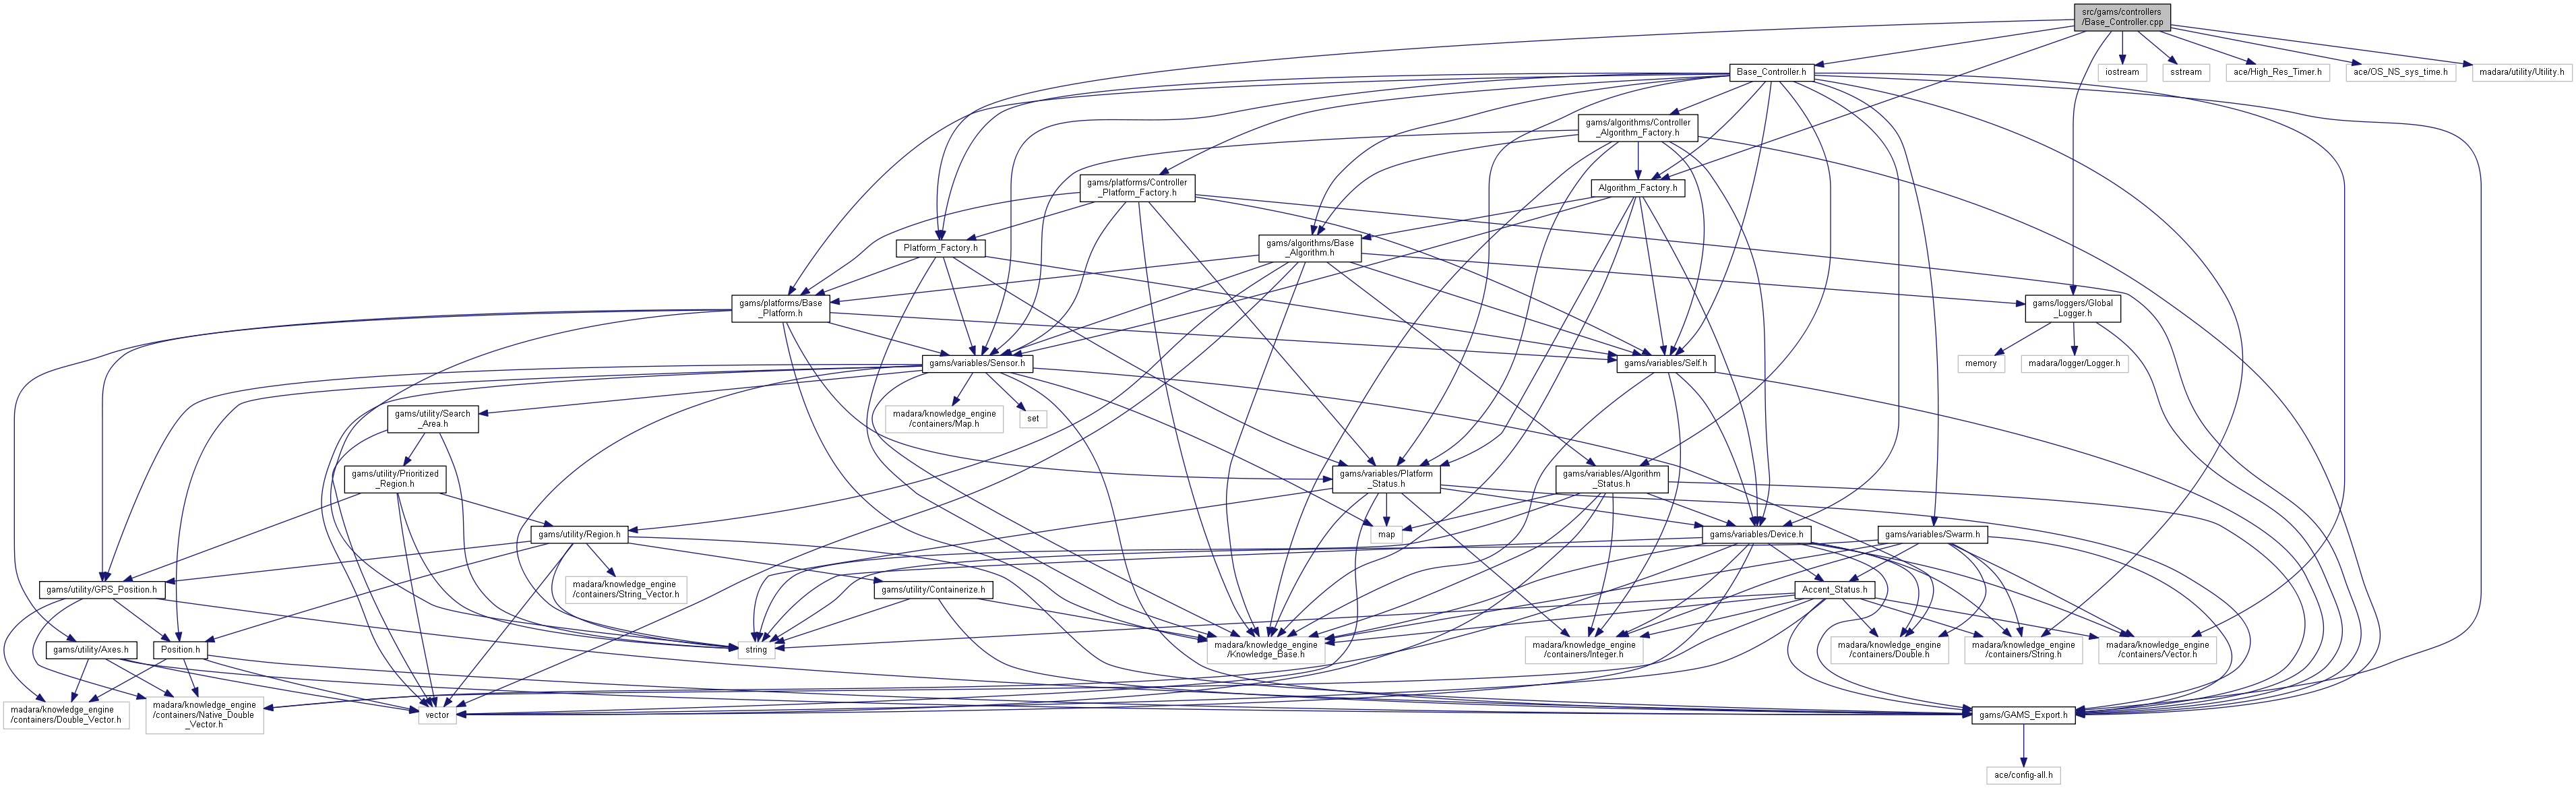 src/gams/controllers
/Base_Controller.cpp
Base_Controller.h
iostream
sstream
ace/High_Res_Timer.h
ace/OS_NS_sys_time.h
madara/utility/Utility.h
gams/algorithms/Controller
_Algorithm_Factory.h
gams/platforms/Controller
_Platform_Factory.h
Algorithm_Factory.h
Platform_Factory.h
gams/algorithms/Base
_Algorithm.h
gams/platforms/Base
_Platform.h
gams/loggers/Global
_Logger.h
gams/variables/Sensor.h
gams/variables/Self.h
memory
madara/logger/Logger.h
gams/utility/Search
_Area.h
madara/knowledge_engine
/containers/Map.h
set
gams/utility/Prioritized
_Region.h
gams/variables/Platform
_Status.h
gams/variables/Algorithm
_Status.h
gams/utility/Region.h
map
gams/variables/Device.h
gams/variables/Swarm.h
gams/utility/GPS_Position.h
madara/knowledge_engine
/containers/String_Vector.h
gams/utility/Containerize.h
Accent_Status.h
gams/utility/Axes.h
Position.h
string
madara/knowledge_engine
/Knowledge_Base.h
madara/knowledge_engine
/containers/Integer.h
madara/knowledge_engine
/containers/Double.h
madara/knowledge_engine
/containers/String.h
madara/knowledge_engine
/containers/Vector.h
madara/knowledge_engine
/containers/Double_Vector.h
madara/knowledge_engine
/containers/Native_Double
_Vector.h
vector
gams/GAMS_Export.h
ace/config-all.h